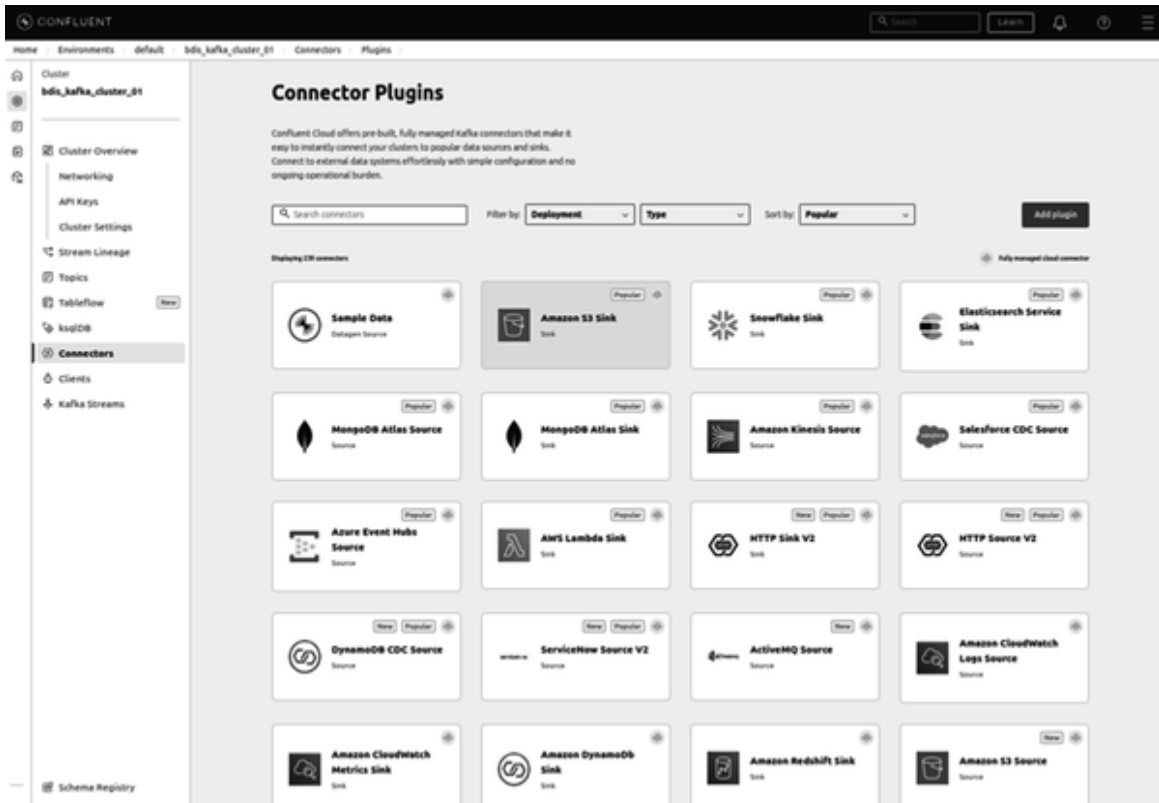 CONFLUENT
Search
Learn
Home > Environments > default > bdis_kafka_cluster_01 > Connectors > Plugins >
Cluster
bdis_kafka_cluster_01
Cluster Overview
Networking
API Keys
Cluster Settings
Stream Lineage
Topics
Tableflow New
ksqlDB
Connectors
Clients
Kafka Streams
Schema Registry
Connector Plugins
Confluent Cloud offers pre-built, fully managed Kafka connectors that make it
easy to instantly connect your clusters to popular data sources and sinks.
Connect to external data systems effortlessly with simple configuration and no
ongoing operational burden.
Search connectors
Filter by: Deployment Type Sort by: Popular
Add plugin
Displaying 239 connectors
Fully managed cloud connector
Sample Data
Datagen Source
Popular
Amazon S3 Sink
Sink
Popular
Snowflake Sink
Sink
Popular
Elasticsearch Service
Sink
Sink
Popular
MongoDB Atlas Source
Source
Popular
MongoDB Atlas Sink
Sink
Popular
Amazon Kinesis Source
Source
Popular
Salesforce CDC Source
Source
Popular
Azure Event Hubs
Source
Source
Popular
AWS Lambda Sink
Sink
New Popular
HTTP Sink V2
Sink
New Popular
HTTP Source V2
Source
New Popular
DynamoDB CDC Source
Source
New Popular
ServiceNow Source V2
Source
New
ActiveMQ Source
Source
Amazon CloudWatch
Logs Source
Source
Amazon CloudWatch
Metrics Sink
Sink
Amazon DynamoDb
Sink
Sink
Amazon Redshift Sink
Sink
New
Amazon S3 Source
Source